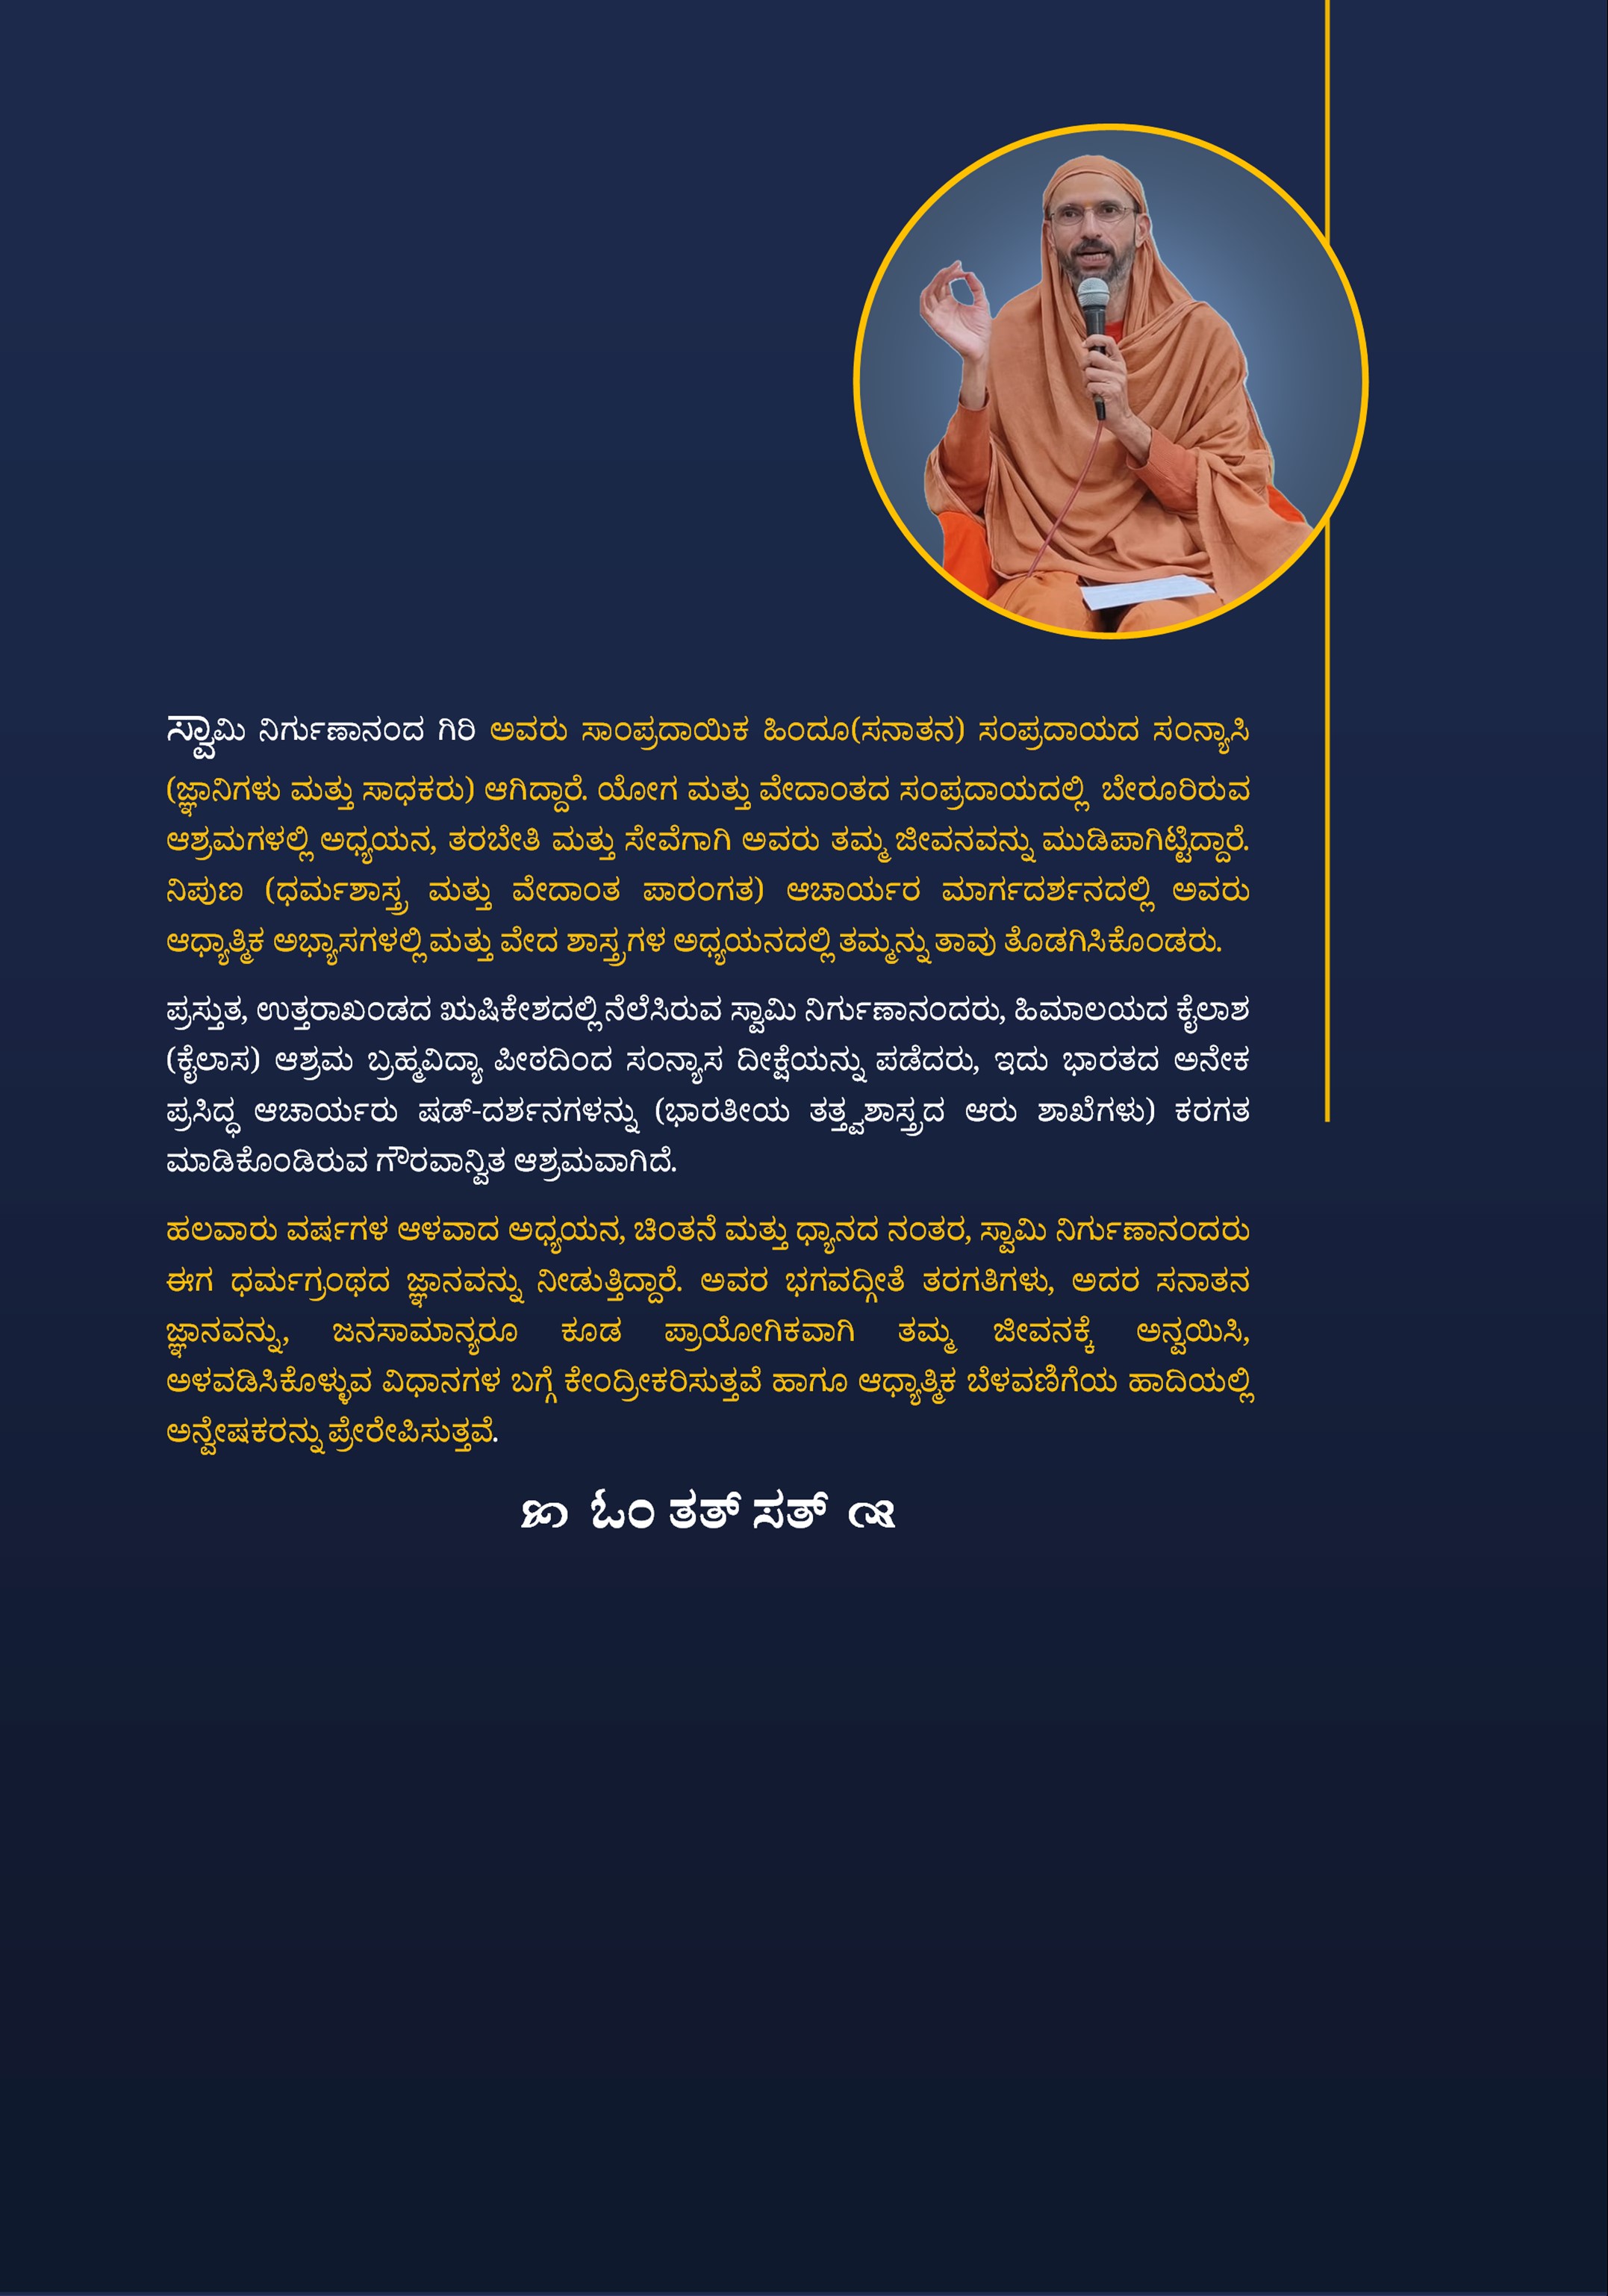 ಸ್ವಾಮಿ ನಿರ್ಗುಣಾನಂದ ಗಿರಿ ಅವರು ಸಾಂಪ್ರದಾಯಿಕ ಹಿಂದೂ(ಸನಾತನ) ಸಂಪ್ರದಾಯದ ಸಂನ್ಯಾಸಿ
(ಜ್ಞಾನಿಗಳು ಮತ್ತು ಸಾಧಕರು) ಆಗಿದ್ದಾರೆ. ಯೋಗ ಮತ್ತು ವೇದಾಂತದ ಸಂಪ್ರದಾಯದಲ್ಲಿ ಬೇರೂರಿರುವ
ಆಶ್ರಮಗಳಲ್ಲಿ ಅಧ್ಯಯನ, ತರಬೇತಿ ಮತ್ತು ಸೇವೆಗಾಗಿ ಅವರು ತಮ್ಮ ಜೀವನವನ್ನು ಮುಡಿಪಾಗಿಟ್ಟಿದ್ದಾರೆ.
ನಿಪುಣ (ಧರ್ಮಶಾಸ್ತ್ರ ಮತ್ತು ವೇದಾಂತ ಪಾರಂಗತ) ಆಚಾರ್ಯರ ಮಾರ್ಗದರ್ಶನದಲ್ಲಿ ಅವರು
ಆಧ್ಯಾತ್ಮಿಕ ಅಭ್ಯಾಸಗಳಲ್ಲಿ ಮತ್ತು ವೇದ ಶಾಸ್ತ್ರಗಳ ಅಧ್ಯಯನದಲ್ಲಿ ತಮ್ಮನ್ನು ತಾವು ತೊಡಗಿಸಿಕೊಂಡರು.
ಪ್ರಸ್ತುತ, ಉತ್ತರಾಖಂಡದ ಋಷಿಕೇಶದಲ್ಲಿ ನೆಲೆಸಿರುವ ಸ್ವಾಮಿ ನಿರ್ಗುಣಾನಂದರು, ಹಿಮಾಲಯದ ಕೈಲಾಶ
(ಕೈಲಾಸ) ಆಶ್ರಮ ಬ್ರಹ್ಮವಿದ್ಯಾ ಪೀಠದಿಂದ ಸಂನ್ಯಾಸ ದೀಕ್ಷೆಯನ್ನು ಪಡೆದರು, ಇದು ಭಾರತದ ಅನೇಕ
ಪ್ರಸಿದ್ಧ ಆಚಾರ್ಯರು ಷಡ್-ದರ್ಶನಗಳನ್ನು (ಭಾರತೀಯ ತತ್ತ್ವಶಾಸ್ತ್ರದ ಆರು ಶಾಖೆಗಳು) ಕರಗತ
ಮಾಡಿಕೊಂಡಿರುವ ಗೌರವಾನ್ವಿತ ಆಶ್ರಮವಾಗಿದೆ.
ಹಲವಾರು ವರ್ಷಗಳ ಆಳವಾದ ಅಧ್ಯಯನ, ಚಿಂತನೆ ಮತ್ತು ಧ್ಯಾನದ ನಂತರ, ಸ್ವಾಮಿ ನಿರ್ಗುಣಾನಂದರು
ಈಗ ಧರ್ಮಗ್ರಂಥದ ಜ್ಞಾನವನ್ನು ನೀಡುತ್ತಿದ್ದಾರೆ. ಅವರ ಭಗವದ್ಗೀತೆ ತರಗತಿಗಳು, ಅದರ ಸನಾತನ
ಜ್ಞಾನವನ್ನು, ಜನಸಾಮಾನ್ಯರೂ ಕೂಡ ಪ್ರಾಯೋಗಿಕವಾಗಿ ತಮ್ಮ ಜೀವನಕ್ಕೆ ಅನ್ವಯಿಸಿ,
ಅಳವಡಿಸಿಕೊಳ್ಳುವ ವಿಧಾನಗಳ ಬಗ್ಗೆ ಕೇಂದ್ರೀಕರಿಸುತ್ತವೆ ಹಾಗೂ ಆಧ್ಯಾತ್ಮಿಕ ಬೆಳವಣಿಗೆಯ ಹಾದಿಯಲ್ಲಿ
ಅನ್ವೇಷಕರನ್ನು ಪ್ರೇರೇಪಿಸುತ್ತವೆ.
ಓಂ ತತ್ ಸತ್